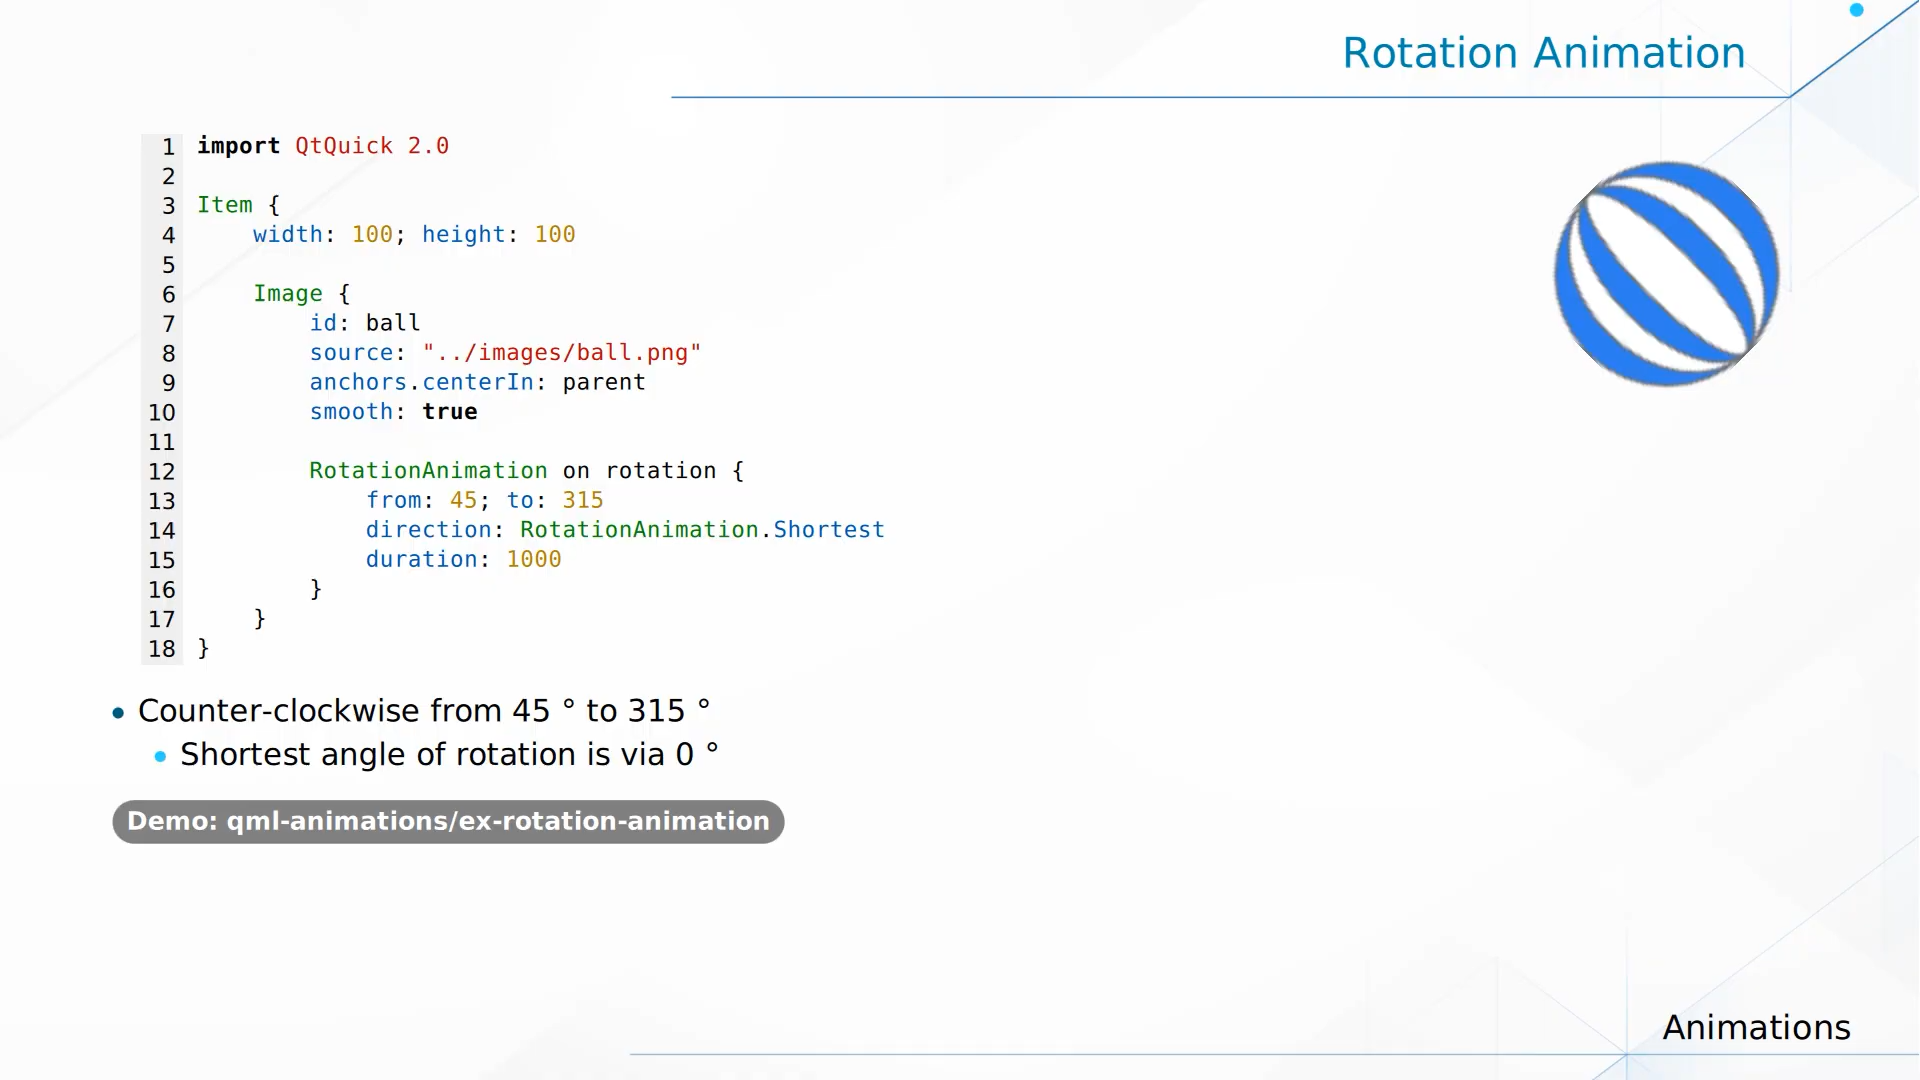 Rotation Animation
1 import QtQuick 2.0
2
3 Item {
4     width: 100; height: 100
5
6     Image {
7         id: ball
8         source: "../images/ball.png"
9         anchors.centerIn: parent
10         smooth: true
11
12         RotationAnimation on rotation {
13             from: 45; to: 315
14             direction: RotationAnimation.Shortest
15             duration: 1000
16         }
17     }
18 }
• Counter-clockwise from 45 ° to 315 °
• Shortest angle of rotation is via 0 °
Demo: qml-animations/ex-rotation-animation
Animations